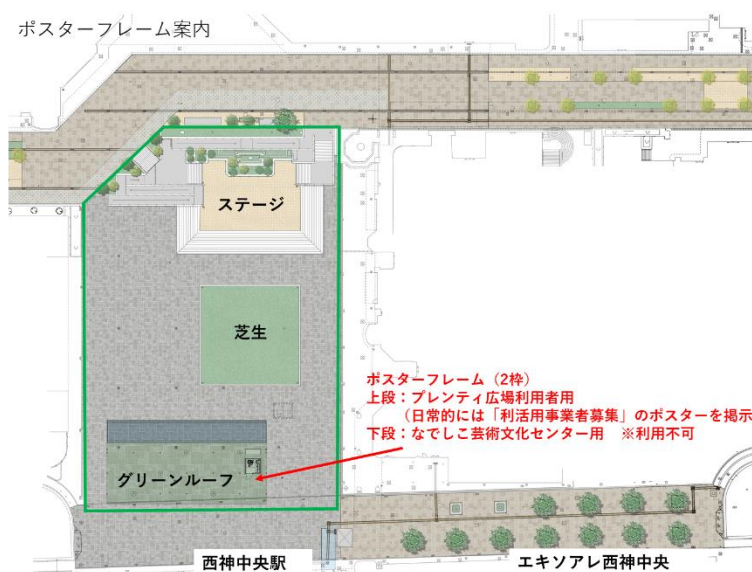 ポスターフレーム案内
ステージ
芝生
ポスターフレーム（2枠）
上段：プレンティ広場利用者用
（日常的には「利活用事業者募集」のポスターを掲示
下段：なでしこ芸術文化センター用　※利用不可
グリーンルーフ
西神中央駅
エキソアレ西神中央